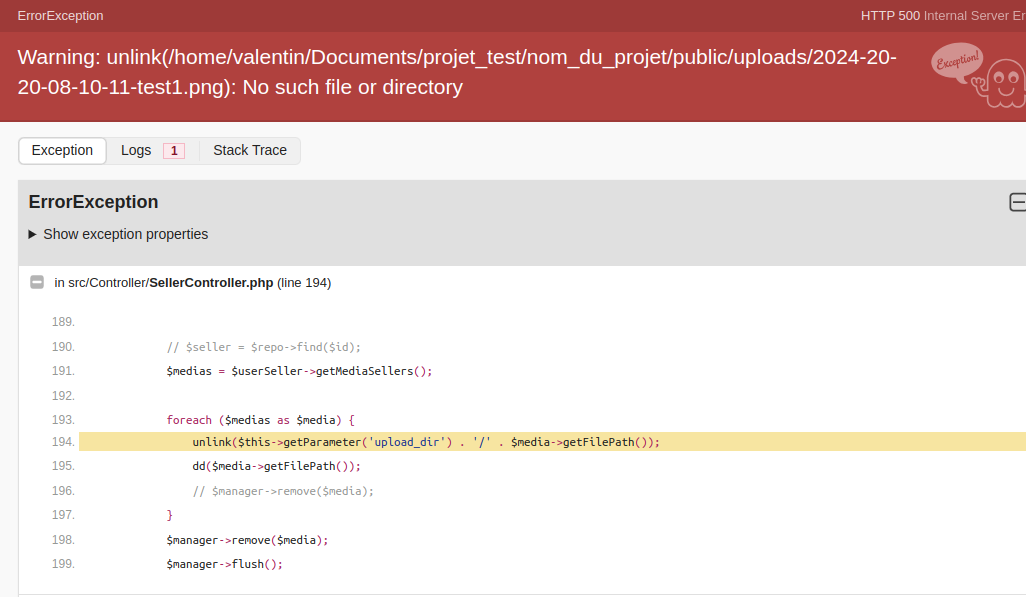 ErrorException
HTTP 500 Internal Server Er
Warning: unlink(/home/valentin/Documents/projet_test/nom_du_projet/public/uploads/2024-20-
20-08-10-11-test1.png): No such file or directory
Exception!
Exception
Logs 1
Stack Trace
ErrorException
▶ Show exception properties
in src/Controller/SellerController.php (line 194)
189.
190. // $seller = $repo->find($id);
191. $medias = $userSeller->getMediaSellers();
192.
193. foreach ($medias as $media) {
194. unlink($this->getParameter('upload_dir') . '/' . $media->getFilePath());
195. dd($media->getFilePath());
196. // $manager->remove($media);
197. }
198. $manager->remove($media);
199. $manager->flush();